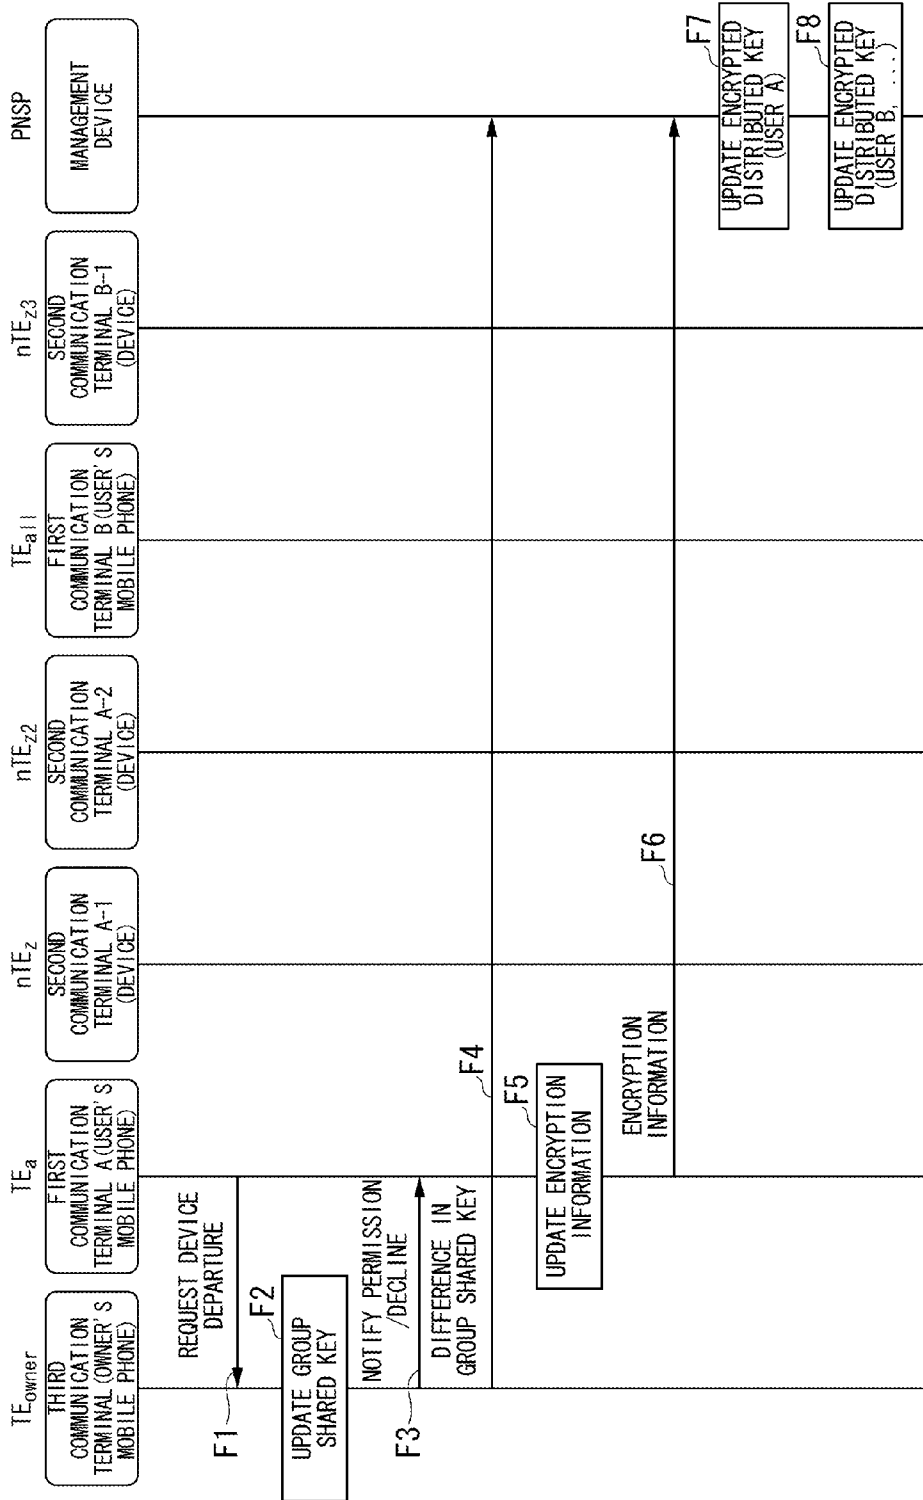 TEowner
THIRD
COMMUNICATION
TERMINAL(OWNER'S
MOBILE PHONE)
TEa
FIRST
COMMUNICATION
TERMINAL A(USER'S
MOBILE PHONE)
nTEz
SECOND
COMMUNICATION
TERMINAL A-1
(DEVICE)
nTEz2
SECOND
COMMUNICATION
TERMINAL A-2
(DEVICE)
TEall
FIRST
COMMUNICATION
TERMINAL B(USER'S
MOBILE PHONE)
nTEz3
SECOND
COMMUNICATION
TERMINAL B-1
(DEVICE)
PNSP
MANAGEMENT
DEVICE
REQUEST DEVICE
DEPARTURE
F1
F2
UPDATE GROUP
SHARED KEY
NOTIFY PERMISSION
/DECLINE
F3
DIFFERENCE IN
GROUP SHARED KEY
F4
F5
UPDATE ENCRYPTION
INFORMATION
ENCRYPTION
INFORMATION
F6
F7
UPDATE ENCRYPTED
DISTRIBUTED KEY
(USER A)
F8
UPDATE ENCRYPTED
DISTRIBUTED KEY
(USER B, ...)